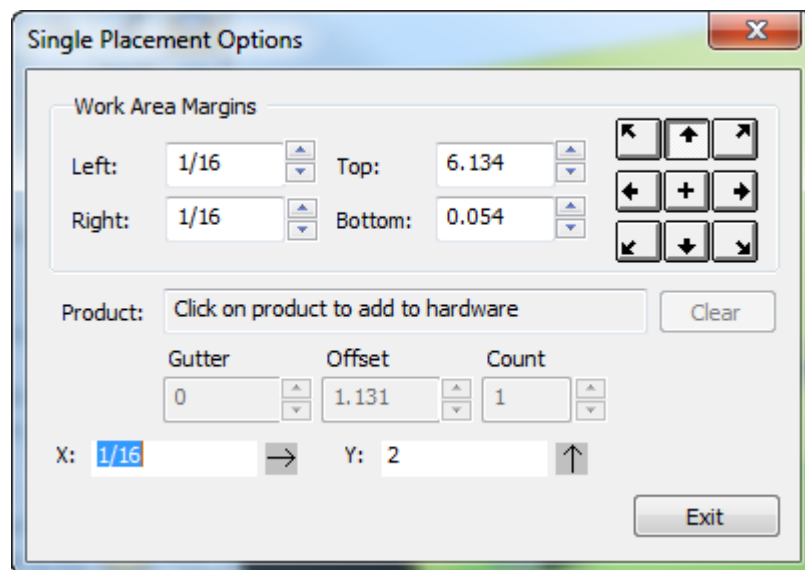 Single Placement Options
Work Area Margins
Left: 1/16 Top: 6.134
Right: 1/16 Bottom: 0.054
Product: Click on product to add to hardware Clear
Gutter Offset Count
0 1.131 1
X: 1/16 Y: 2
Exit